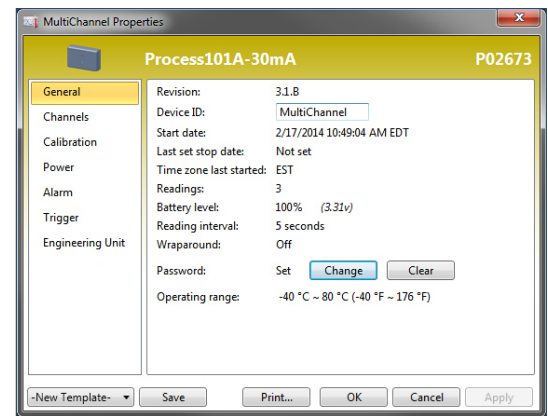 MultiChannel Properties
Process101A-30mA P02673
General
Channels
Calibration
Power
Alarm
Trigger
Engineering Unit
Revision: 3.1.B
Device ID: MultiChannel
Start date: 2/17/2014 10:49:04 AM EDT
Last set stop date: Not set
Time zone last started: EST
Readings: 3
Battery level: 100% (3.31v)
Reading interval: 5 seconds
Wraparound: Off
Password: Set Change Clear
Operating range: -40 °C ~ 80 °C (-40 °F ~ 176 °F)
-New Template- Save Print... OK Cancel Apply